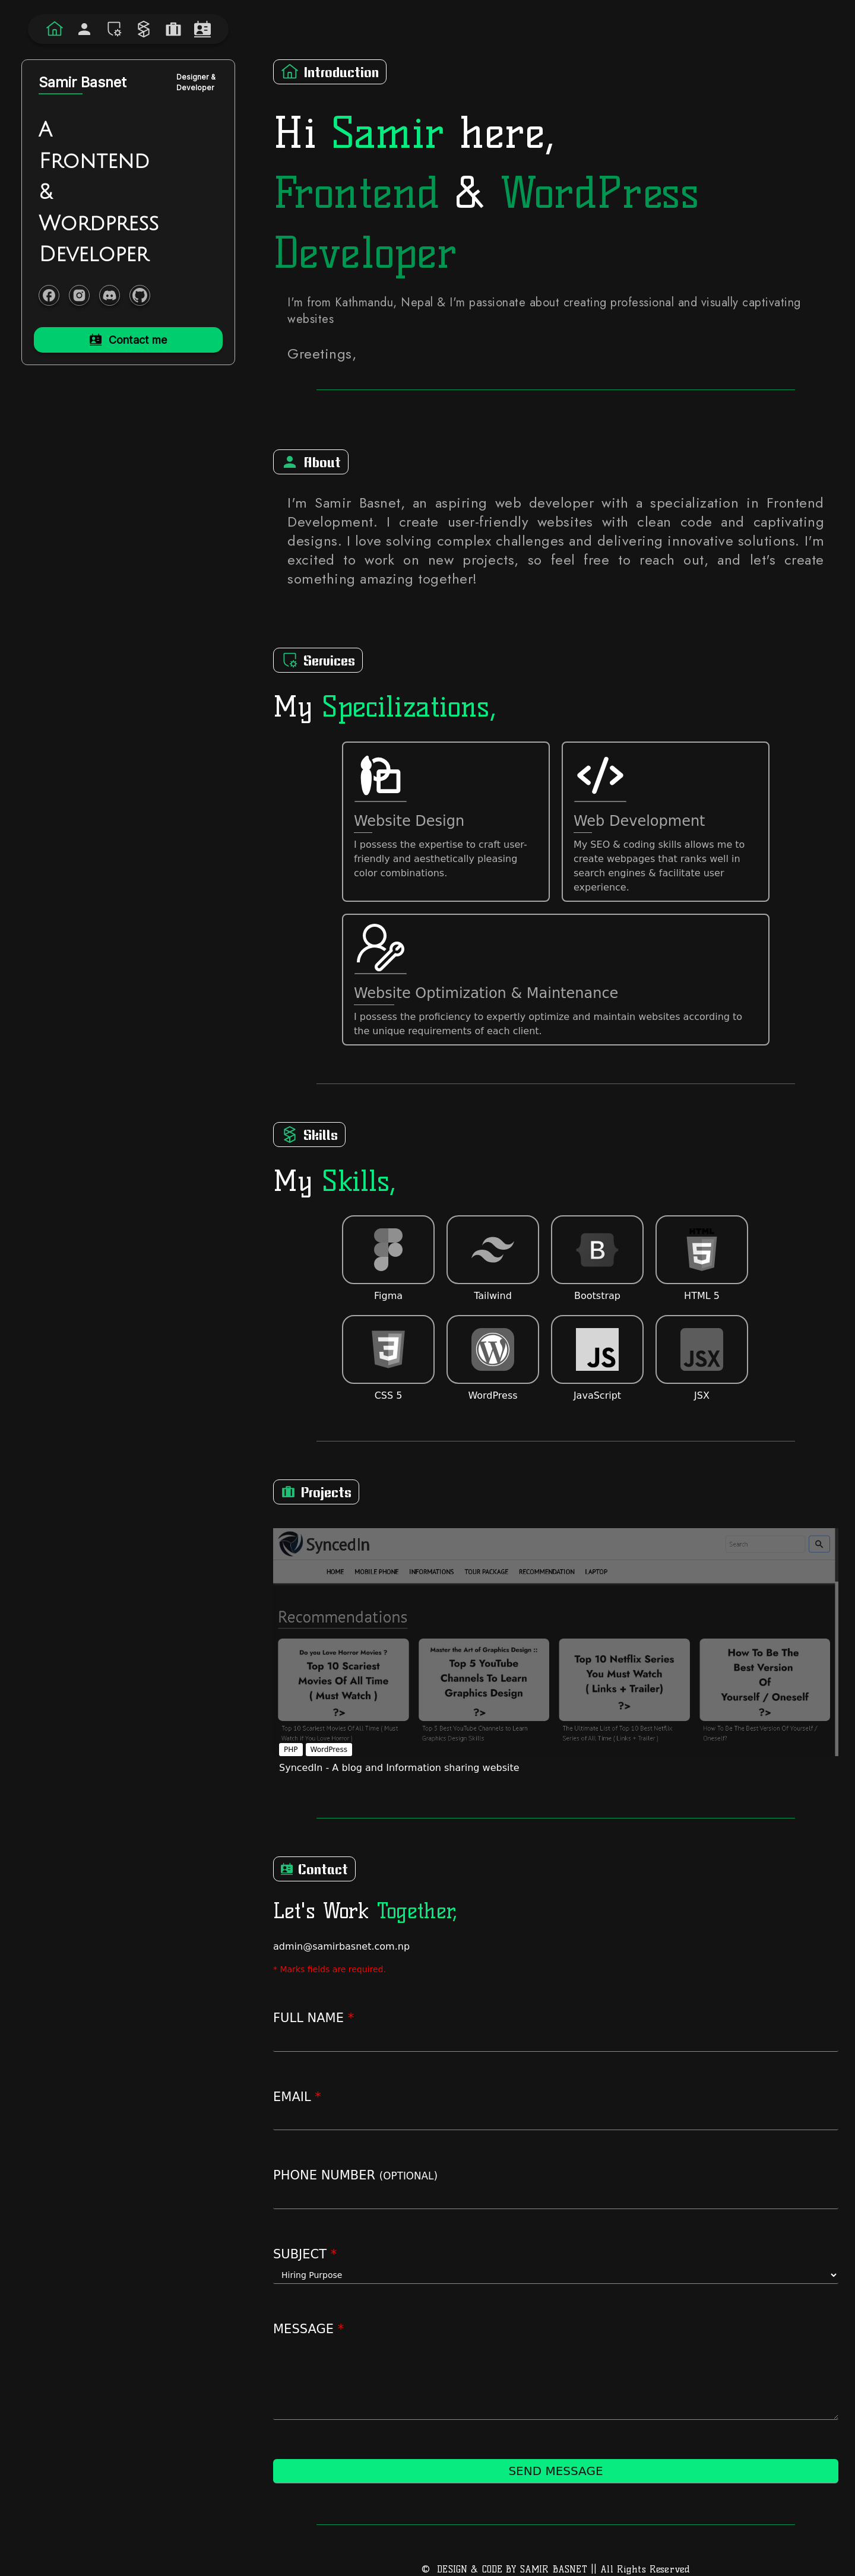 Samir Basnet
Designer &
Developer
A
Frontend
&
Wordpress
Developer
Contact me
Introduction
Hi Samir here,
Frontend & WordPress
Developer
I'm from Kathmandu, Nepal & I'm passionate about creating professional and visually captivating
websites
Greetings,
About
I'm Samir Basnet, an aspiring web developer with a specialization in Frontend
Development. I create user-friendly websites with clean code and captivating
designs. I love solving complex challenges and delivering innovative solutions. I'm
excited to work on new projects, so feel free to reach out, and let's create
something amazing together!
Services
My Specilizations,
Website Design
I possess the expertise to craft user-
friendly and aesthetically pleasing
color combinations.
Web Development
My SEO & coding skills allows me to
create webpages that ranks well in
search engines & facilitate user
experience.
Website Optimization & Maintenance
I possess the proficiency to expertly optimize and maintain websites according to
the unique requirements of each client.
Skills
My Skills,
B
HTML
5
Figma
Tailwind
Bootstrap
HTML 5
3
W
JS
JSX
CSS 5
WordPress
JavaScript
JSX
Projects
SyncedIn
Search
HOME MOBILE PHONE INFORMATIONS TOUR PACKAGE RECOMMENDATION LAPTOP
Recommendations
Do you Love Horror Movies ?
Top 10 Scariest
Movies Of All Time
( Must Watch )
?>
Master the Art of Graphics Design ::
Top 5 YouTube
Channels To Learn
Graphics Design
?>
Top 10 Netflix Series
You Must Watch
( Links + Trailer)
?>
How To Be The
Best Version
Of
Yourself / Oneself
?>
Top 10 Scariest Movies Of All Time ( Must
Watch If You Love Horror )
Top 5 Best YouTube Channels to Learn
Graphics Design Skills
The Ultimate List of Top 10 Best Netflix
Series of All Time ( Links + Trailer )
How To Be The Best Version Of Yourself /
Oneself?
PHP
WordPress
SyncedIn - A blog and Information sharing website
Contact
Let's Work Together,
admin@samirbasnet.com.np
* Marks fields are required.
FULL NAME *
EMAIL *
PHONE NUMBER (OPTIONAL)
SUBJECT *
Hiring Purpose
MESSAGE *
SEND MESSAGE
© DESIGN & CODE BY SAMIR BASNET || All Rights Reserved